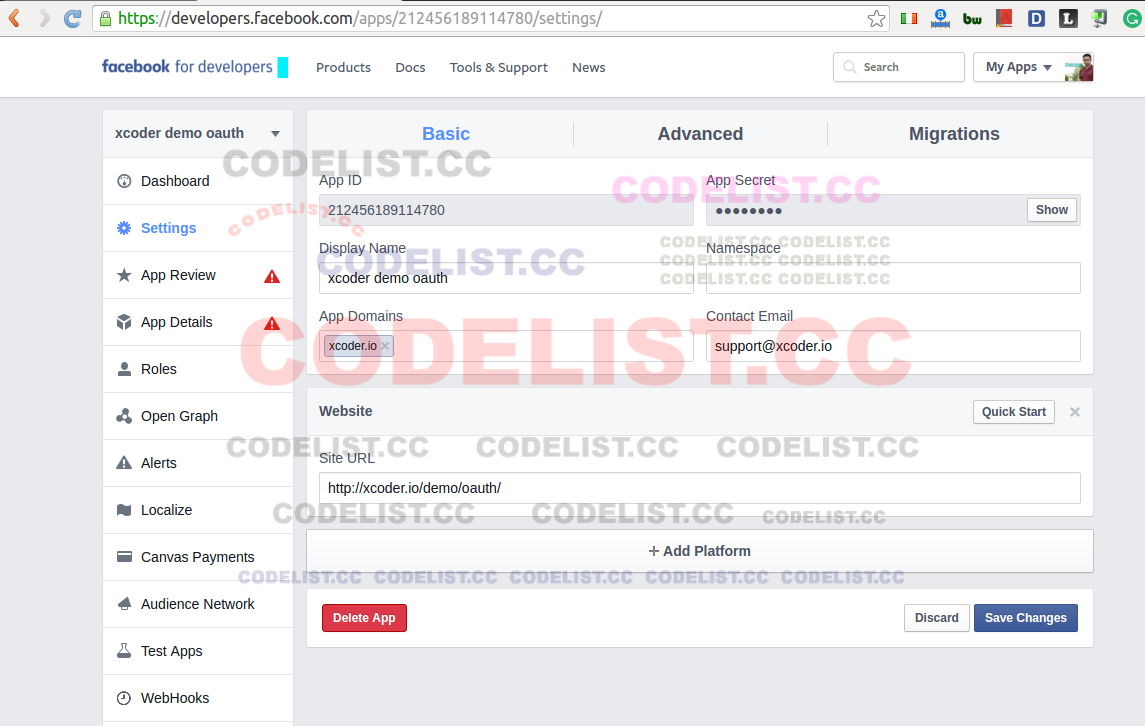 https://developers.facebook.com/apps/212456189114780/settings/
a bw D L G
facebook for developers Products Docs Tools & Support News Search My Apps
xcoder demo oauth Basic Advanced Migrations
CODELIST.CC
Dashboard App ID App Secret
CODELIST.CC
212456189114780 •••••••• Show
CODELIST.CC
Settings
Display Name Namespace
CODELIST.CC CODELIST.CC
CODELIST.CC CODELIST.CC
CODELIST.CC CODELIST.CC
CODELIST.CC
App Review xcoder demo oauth
App Details App Domains Contact Email
xcoder.io support@xcoder.io
CODELIST.CC
Roles
Open Graph Website Quick Start
CODELIST.CC CODELIST.CC CODELIST.CC
Alerts Site URL
http://xcoder.io/demo/oauth/
Localize
CODELIST.CC CODELIST.CC CODELIST.CC
Canvas Payments + Add Platform
CODELIST.CC CODELIST.CC CODELIST.CC CODELIST.CC CODELIST.CC
Audience Network Delete App Discard Save Changes
Test Apps
WebHooks